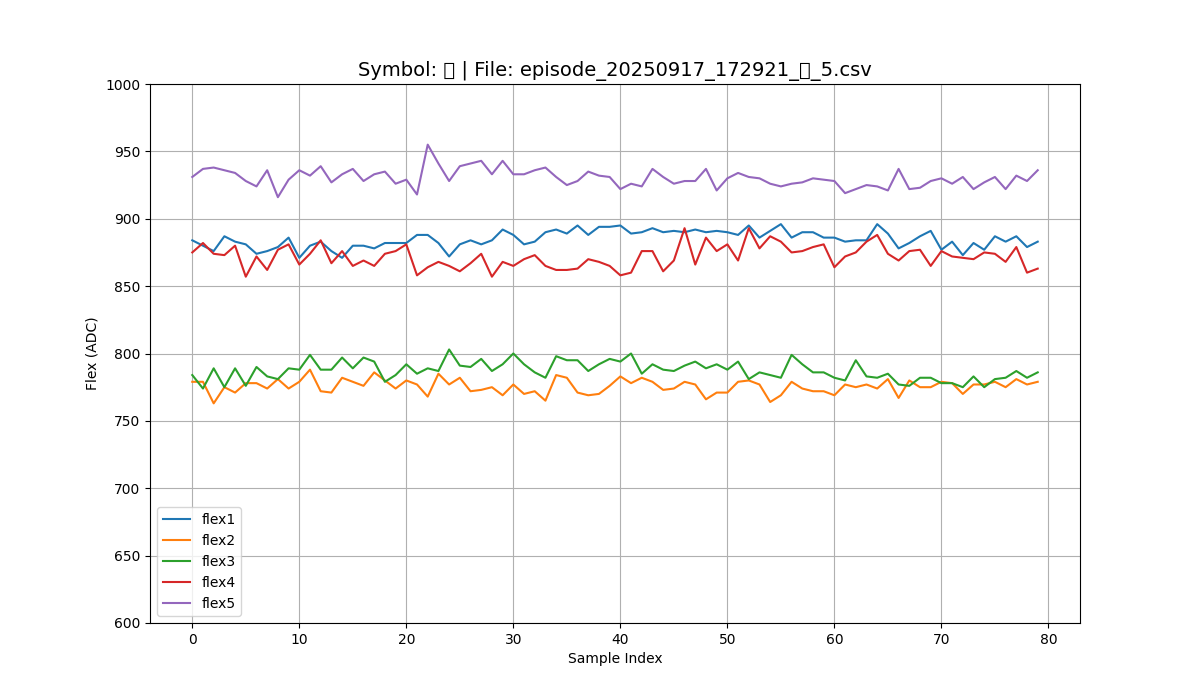 Symbol: | File: episode_20250917_172921_ _5.csv
1000
950
900
850
800
750
700
650
600
Flex (ADC)
flex1
flex2
flex3
flex4
flex5
0 10 20 30 40 50 60 70 80
Sample Index